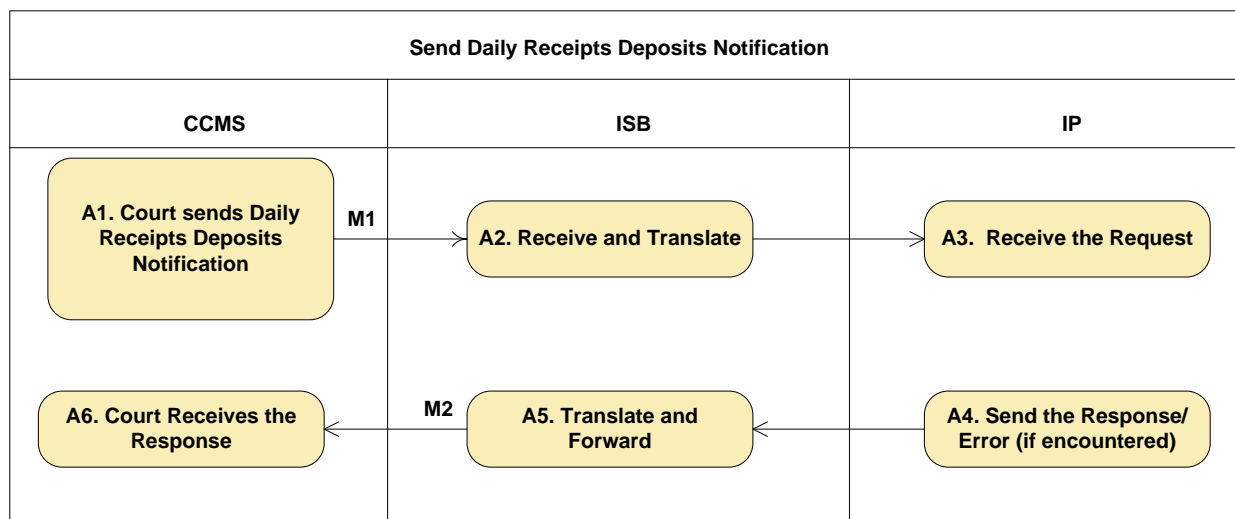 Send Daily Receipts Deposits Notification
CCMS
ISB
IP
A1. Court sends Daily
Receipts Deposits
Notification
M1
A2. Receive and Translate
A3. Receive the Request
A6. Court Receives the
Response
M2
A5. Translate and
Forward
A4. Send the Response/
Error (if encountered)